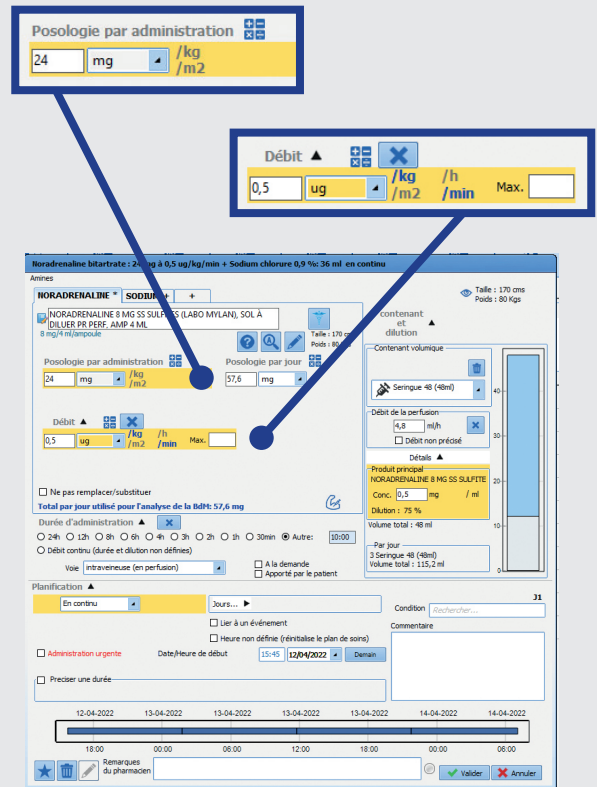 Posologie par administration
24 mg /kg
/m2
Débit ▲
0,5 ug /kg /h
/m2 /min Max.
Noradrenaline bitartrate : 24 mg à 0,5 ug/kg/min + Sodium chlorure 0,9 %: 36 ml en continu
Amines
NORADRENALINE * SODIUM * +
NORADRENALINE 8 MG SS SULFITES (LABO MYLAN), SOL À
DILUER PR PERF, AMP 4 ML
8 mg/4 ml/ampoule
Taille : 170 cms
Poids : 80
Posologie par administration
24 mg /kg
/m2
Posologie par jour
57,6 mg
Débit ▲
0,5 ug /kg /h
/m2 /min Max.
Ne pas remplacer/substituer
Total par jour utilisé pour l'analyse de la BdM: 57,6 mg
Taille : 170 cms
Poids : 80 Kgs
Contenant
et
dilution
▲
Contenant volumique
Seringue 48 (48ml)
Débit de la perfusion
4,8 ml/h
Débit non précisé
Détails ▲
Produit principal
NORADRENALINE 8 MG SS SULFITE
Conc. 0,5 mg / ml
Dilution : 75 %
Volume total : 48 ml
Par jour
3 Seringue 48 (48ml)
Volume total : 115,2 ml
40
30
20
10
0
Durée d'administration ▲
24h 12h 8h 6h 4h 3h 2h 1h 30min Autre: 10:00
Débit continu (durée et dilution non définies)
Voie intraveineuse (en perfusion)
A la demande
Apporté par le patient
Planification ▲
En continu
Jours... ▶
Lier à un événement
Heure non définie (réinitialise le plan de soins)
Administration urgente Date/Heure de début 15:45 12/04/2022 Demain
Preciser une durée
J1
Condition Rechercher...
Commentaire
12-04-2022 13-04-2022 13-04-2022 13-04-2022 13-04-2022 14-04-2022 14-04-2022
18:00 00:00 06:00 12:00 18:00 00:00 06:00
Remarques
du pharmacien
Valider Annuler